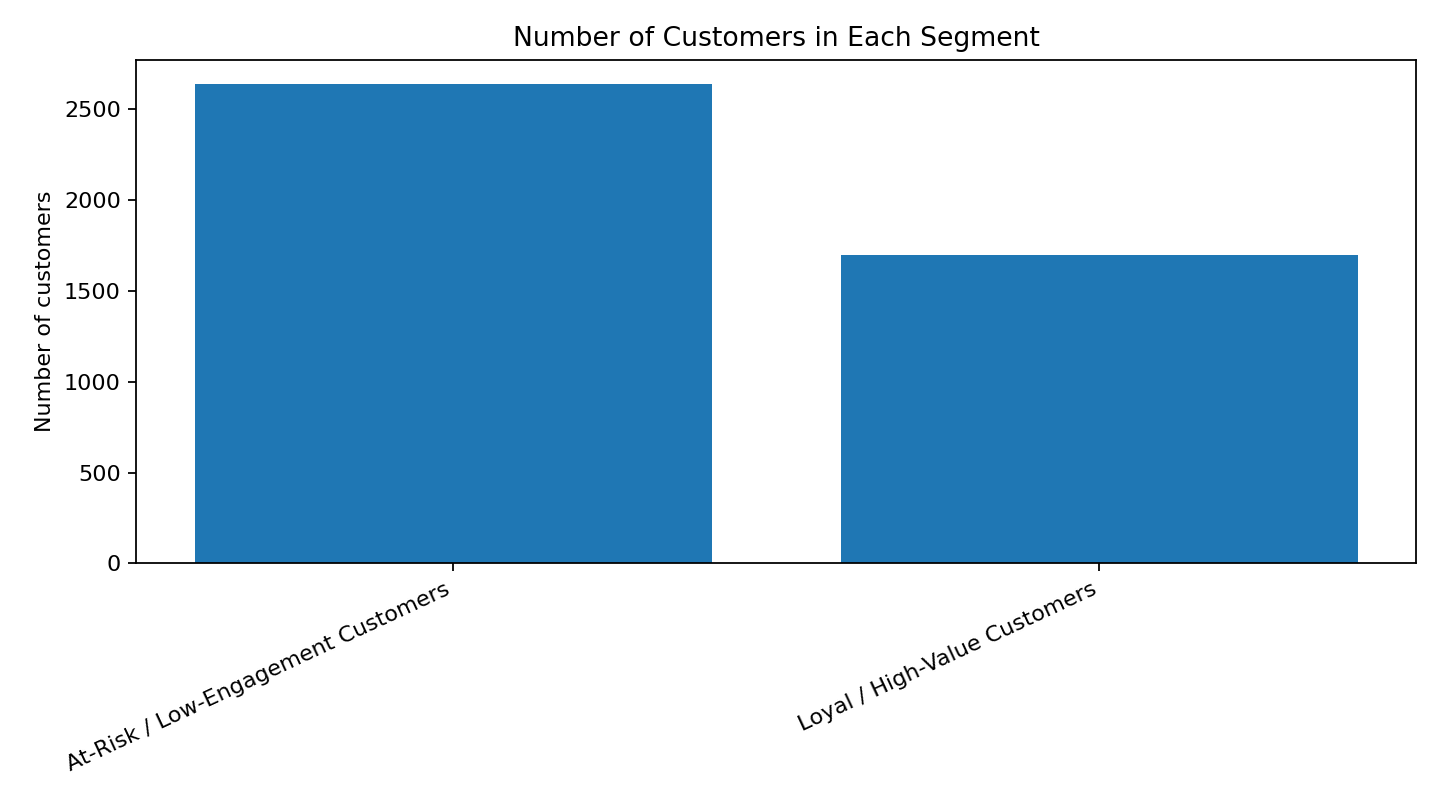 Number of Customers in Each Segment
Number of customers
2500
2000
1500
1000
500
0
At-Risk / Low-Engagement Customers
Loyal / High-Value Customers